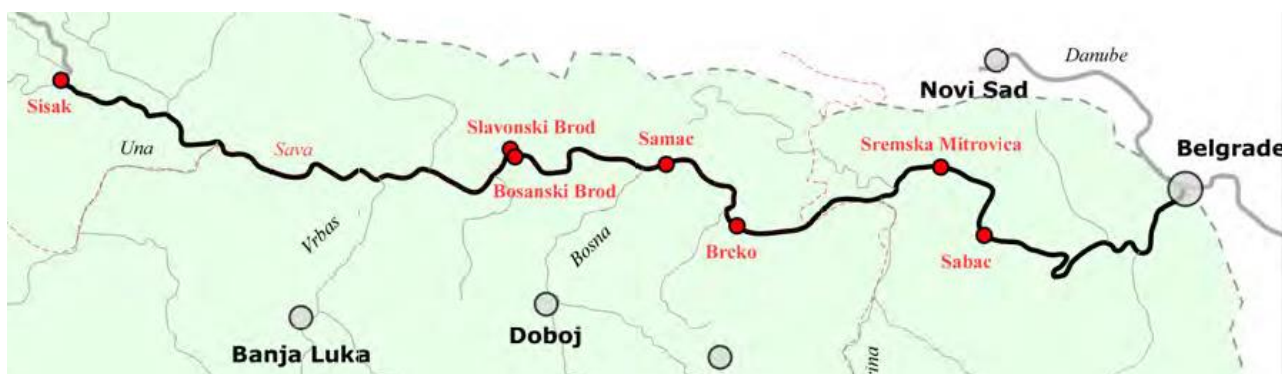 Danube
Novi Sad
Sisak
Una
Sava
Slavonski Brod
Samac
Sremska Mitrovica
Belgrade
Bosanski Brod
Vrbas
Bosna
Brcko
Sabac
Banja Luka
Doboj